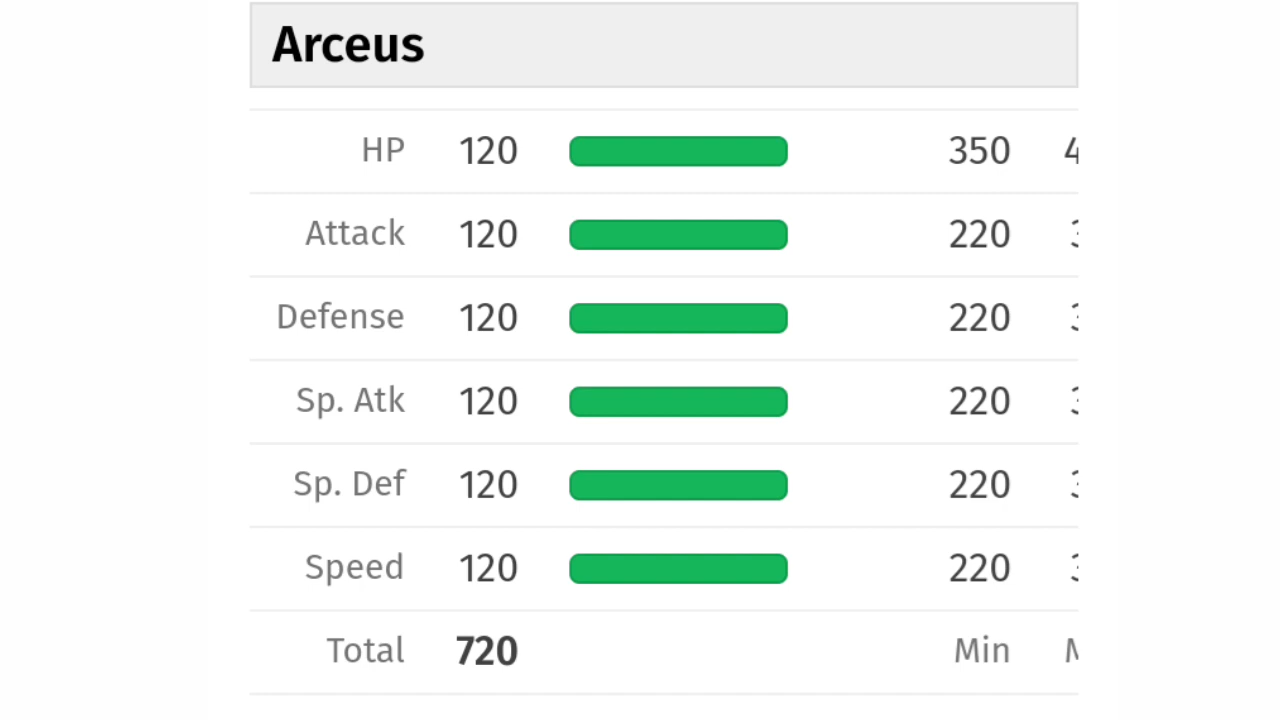 Arceus
HP 120 350
Attack 120 220
Defense 120 220
Sp. Atk 120 220
Sp. Def 120 220
Speed 120 220
Total 720 Min